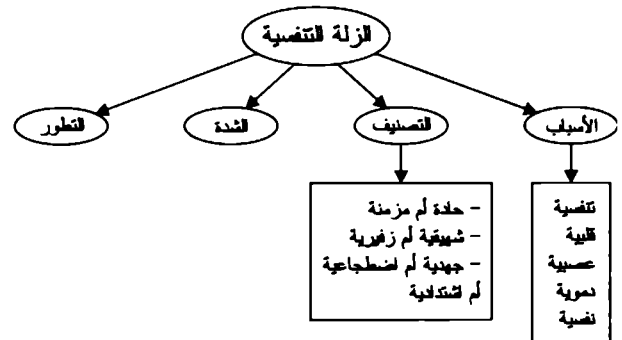 الزلة التنفسية
الأسباب
التصنيف
الشدة
التطور
تنفسية
قلبية
عصبية
دموية
نفسية
- حادة أم مزمنة
- شهيقية أم زفيرية
- جهدية أم اضطجاعية
أم اشتدادية